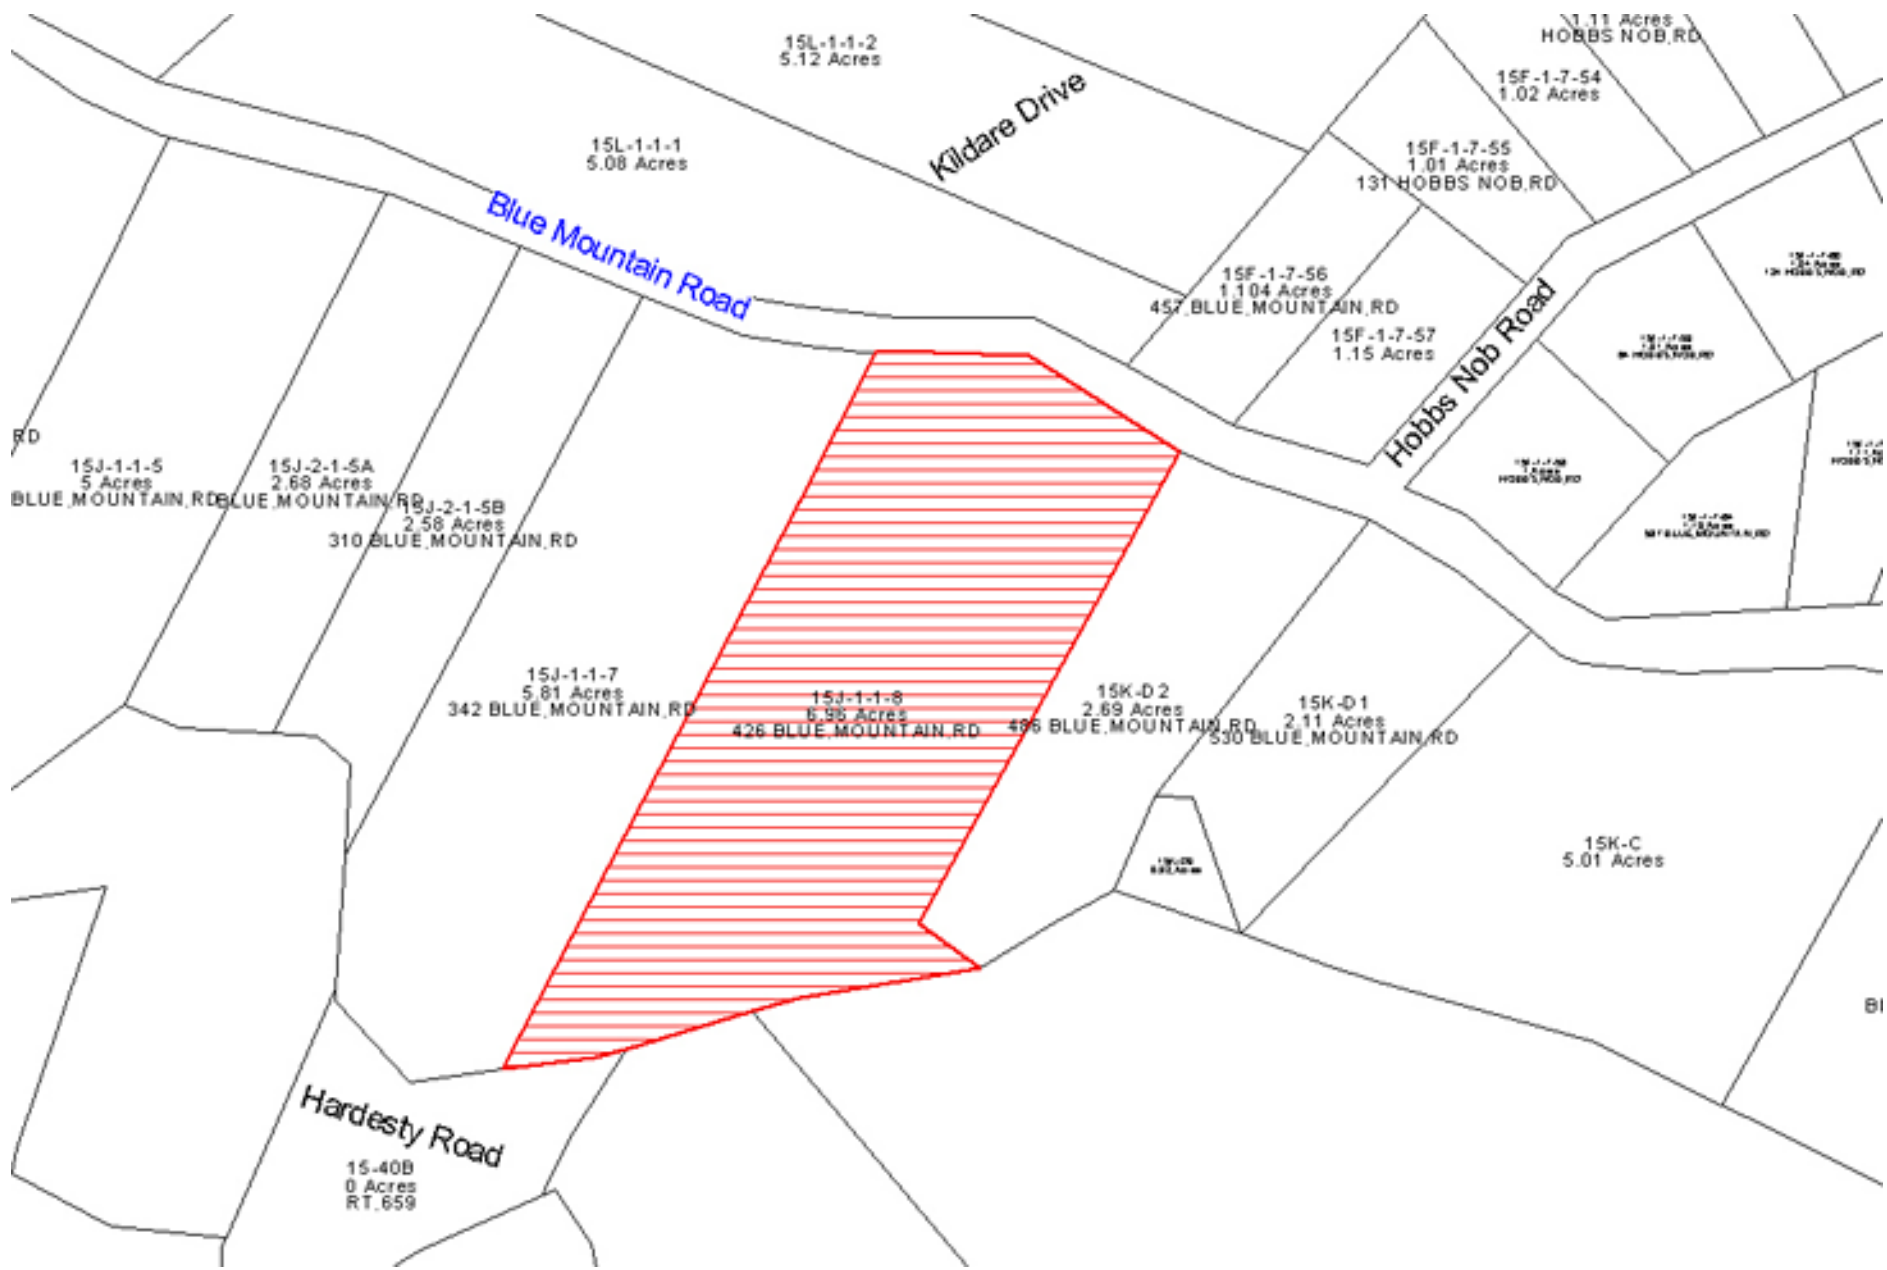 1.11 Acres
HOBBS NOB,RD
15L-1-1-2
5.12 Acres
Kildare Drive
15F-1-7-54
1.02 Acres
15L-1-1-1
5.08 Acres
15F-1-7-55
1.01 Acres
131 HOBBS NOB,RD
Blue Mountain Road
15F-1-7-56
1.104 Acres
457 BLUE,MOUNTAIN,RD
15F-1-7-57
1.15 Acres
Hobbs Nob Road
RD
15J-1-1-5
5 Acres
BLUE,MOUNTAIN,RD
15J-2-1-5A
2.68 Acres
BLUE,MOUNTAIN,RD
15J-2-1-5B
2.58 Acres
310 BLUE,MOUNTAIN,RD
15J-1-1-7
5.81 Acres
342 BLUE,MOUNTAIN,RD
15J-1-1-8
6.96 Acres
426 BLUE,MOUNTAIN,RD
15K-D2
2.69 Acres
486 BLUE,MOUNTAIN,RD
15K-D1
2.11 Acres
530 BLUE,MOUNTAIN,RD
15K-C
5.01 Acres
Hardesty Road
15-40B
0 Acres
RT,659